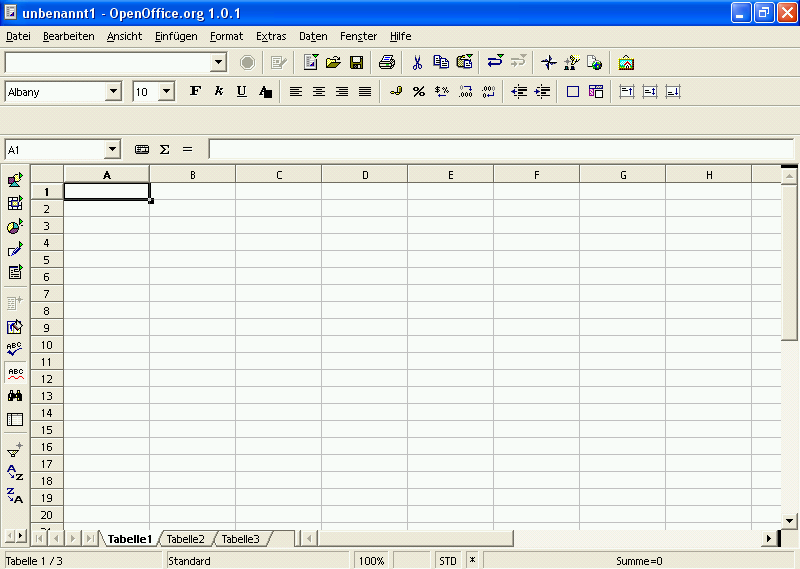 unbenannt1 - OpenOffice.org 1.0.1
Datei Bearbeiten Ansicht Einfügen Format Extras Daten Fenster Hilfe
Albany 10 F k U A
A1 Σ =
A B C D E F G H
1
2
3
4
5
6
7
8
9
10
11
12
13
14
15
16
17
18
19
20
Tabelle1 Tabelle2 Tabelle3
Tabelle 1 / 3 Standard 100% STD * Summe=0